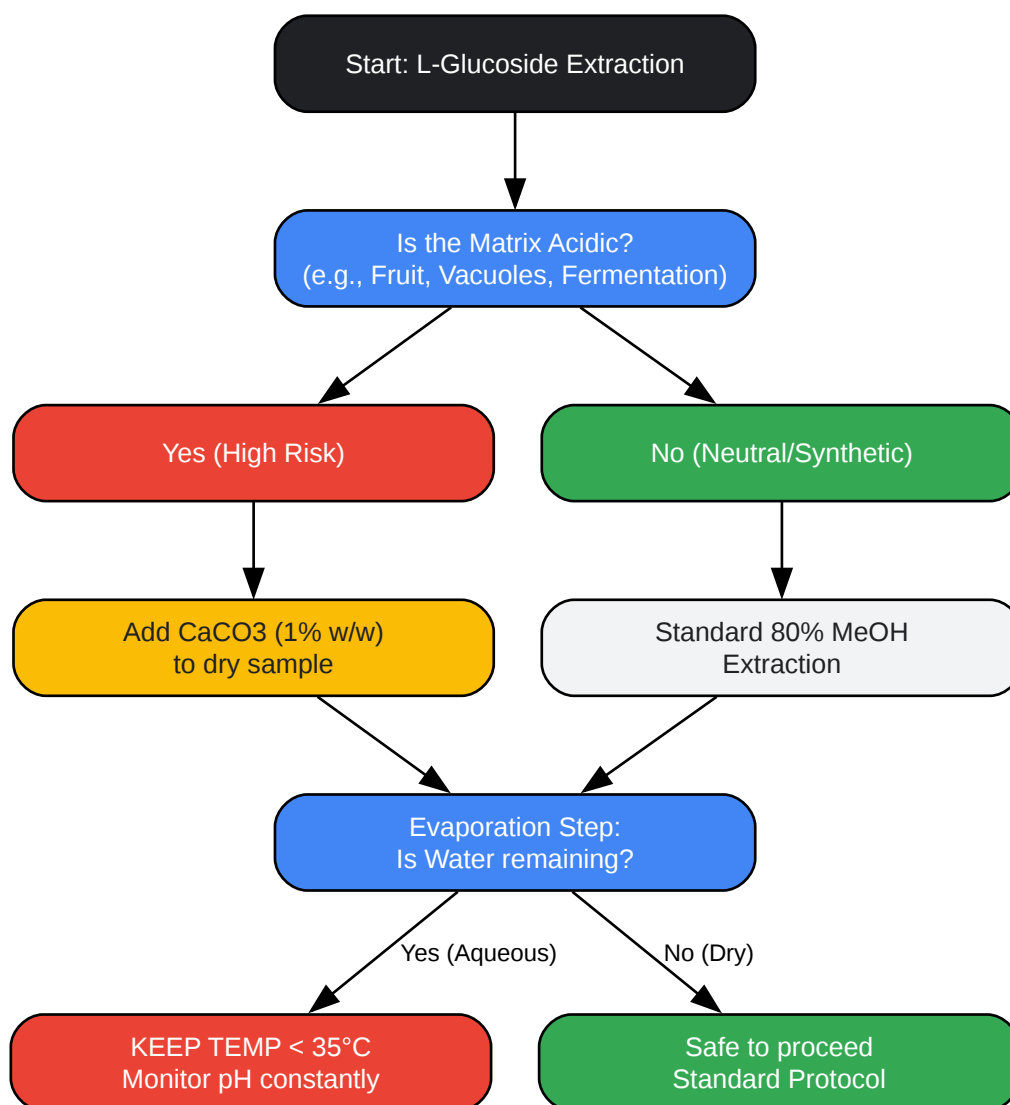 Start: L-Glucoside Extraction
Is the Matrix Acidic?
(e.g., Fruit, Vacuoles, Fermentation)
Yes (High Risk)
No (Neutral/Synthetic)
Add CaCO3 (1% w/w)
to dry sample
Standard 80% MeOH
Extraction
Evaporation Step:
Is Water remaining?
Yes (Aqueous)
No (Dry)
KEEP TEMP < 35°C
Monitor pH constantly
Safe to proceed
Standard Protocol